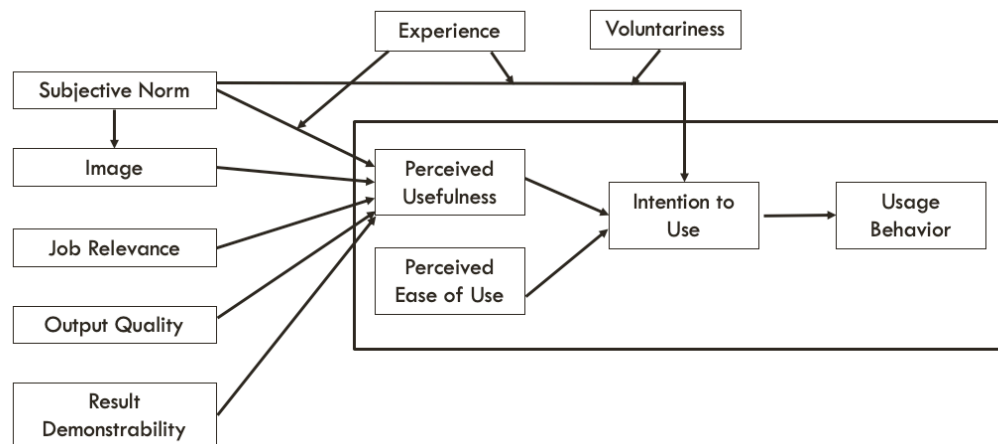 Experience
Voluntariness
Subjective Norm
Image
Job Relevance
Output Quality
Result
Demonstrability
Perceived
Usefulness
Perceived
Ease of Use
Intention to
Use
Usage
Behavior